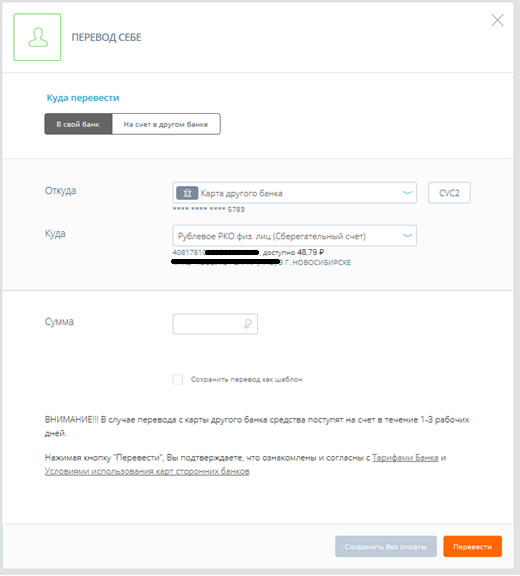 ПЕРЕВОД СЕБЕ
Куда перевести
В свой банк На счет в другом банке
Откуда Карта другого банка CVC2
**** **** **** 5783
Куда Рублевое РКО физ. лиц (Сберегательный счет)
40817810 , доступно 48,79 ₽
Г. НОВОСИБИРСКЕ
Сумма ₽
Сохранить перевод как шаблон
ВНИМАНИЕ!!! В случае перевода с карты другого банка средства поступят на счет в течение 1-3 рабочих
дней.
Нажимая кнопку "Перевести", Вы подтверждаете, что ознакомлены и согласны с Тарифами Банка и
Условиями использования карт сторонних банков
Сохранить без оплаты Перевести